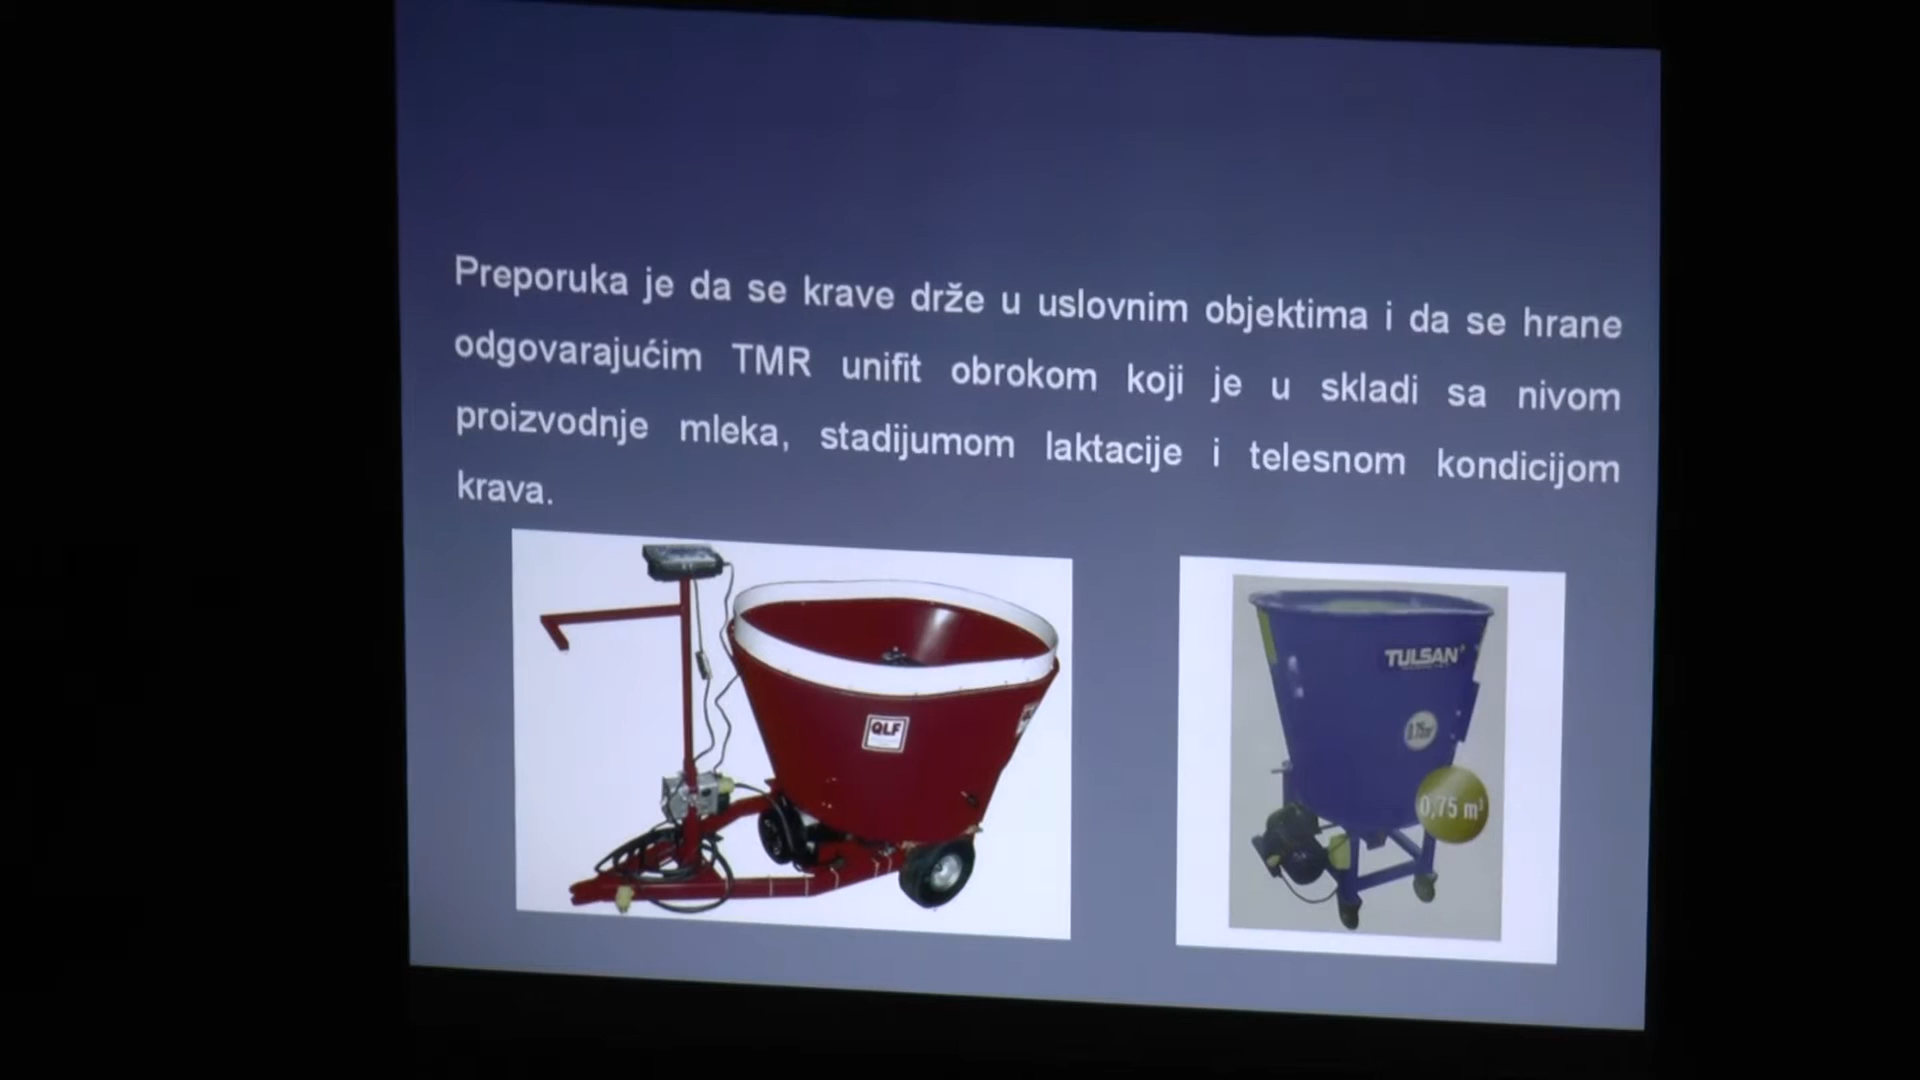 Preporuka je da se krave drže u uslovnim objektima i da se hrane
odgovarajućim TMR unifit obrokom koji je u skladi sa nivom
proizvodnje mleka, stadijumom laktacije i telesnom kondicijom
krava.
QLF
TULSAN
0,75 m³